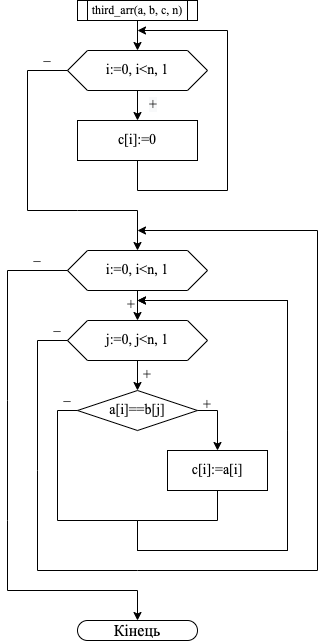 third_arr(a, b, c, n)
i:=0, i<n, 1
–
+
c[i]:=0
i:=0, i<n, 1
–
+
j:=0, j<n, 1
–
+
a[i]==b[j]
–
+
c[i]:=a[i]
Кінець